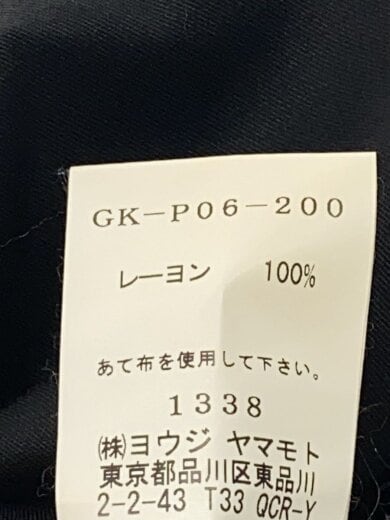 GK-P06-200
レーヨン 100%
あて布を使用して下さい。
1338
㈱ヨウジ ヤマモト
東京都品川区東品川
2-2-43 T33 QCR-Y